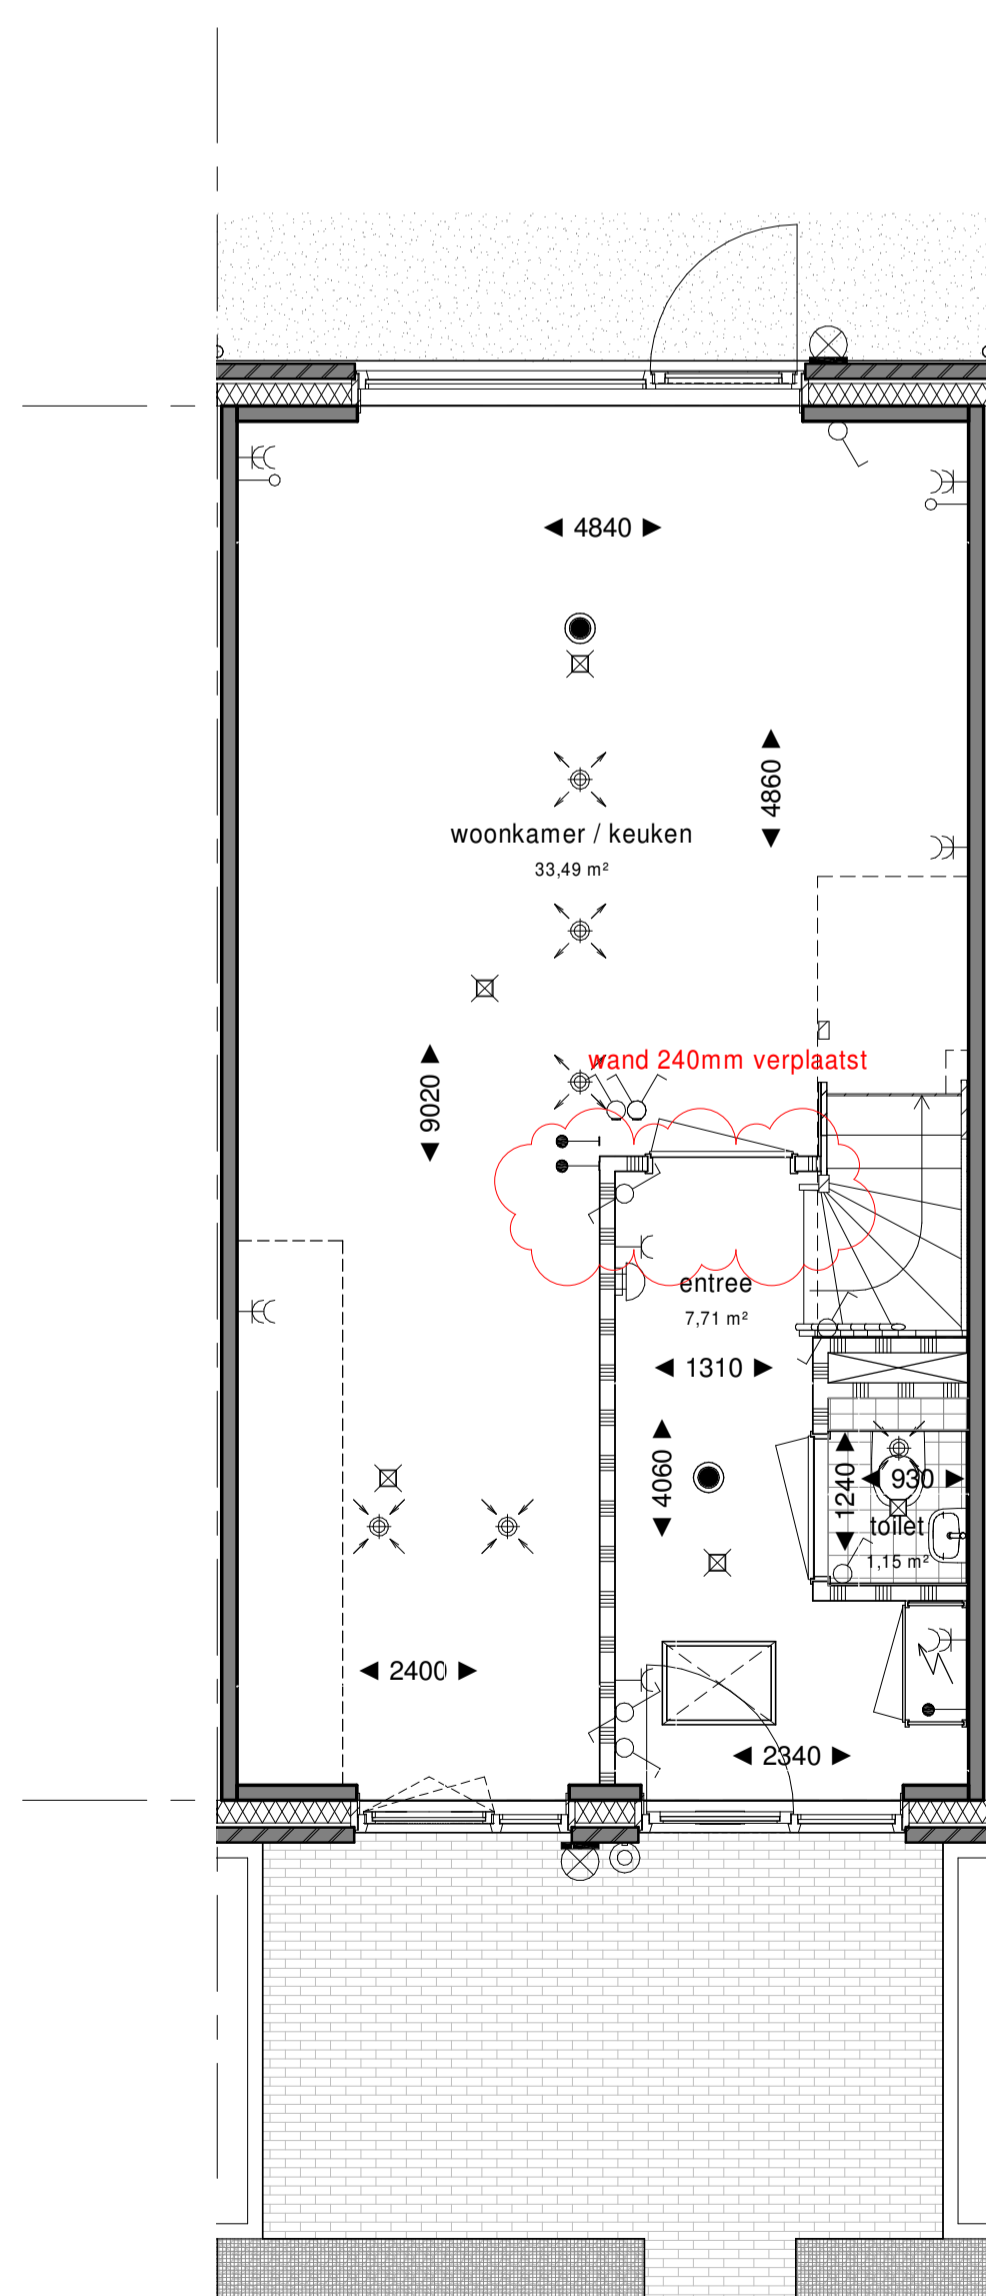 4840
4860
woonkamer / keuken
33,49 m²
wand 240mm verplaatst
9020
entree
7,71 m²
1310
4060
1240
930
toilet
1,15 m²
2400
2340